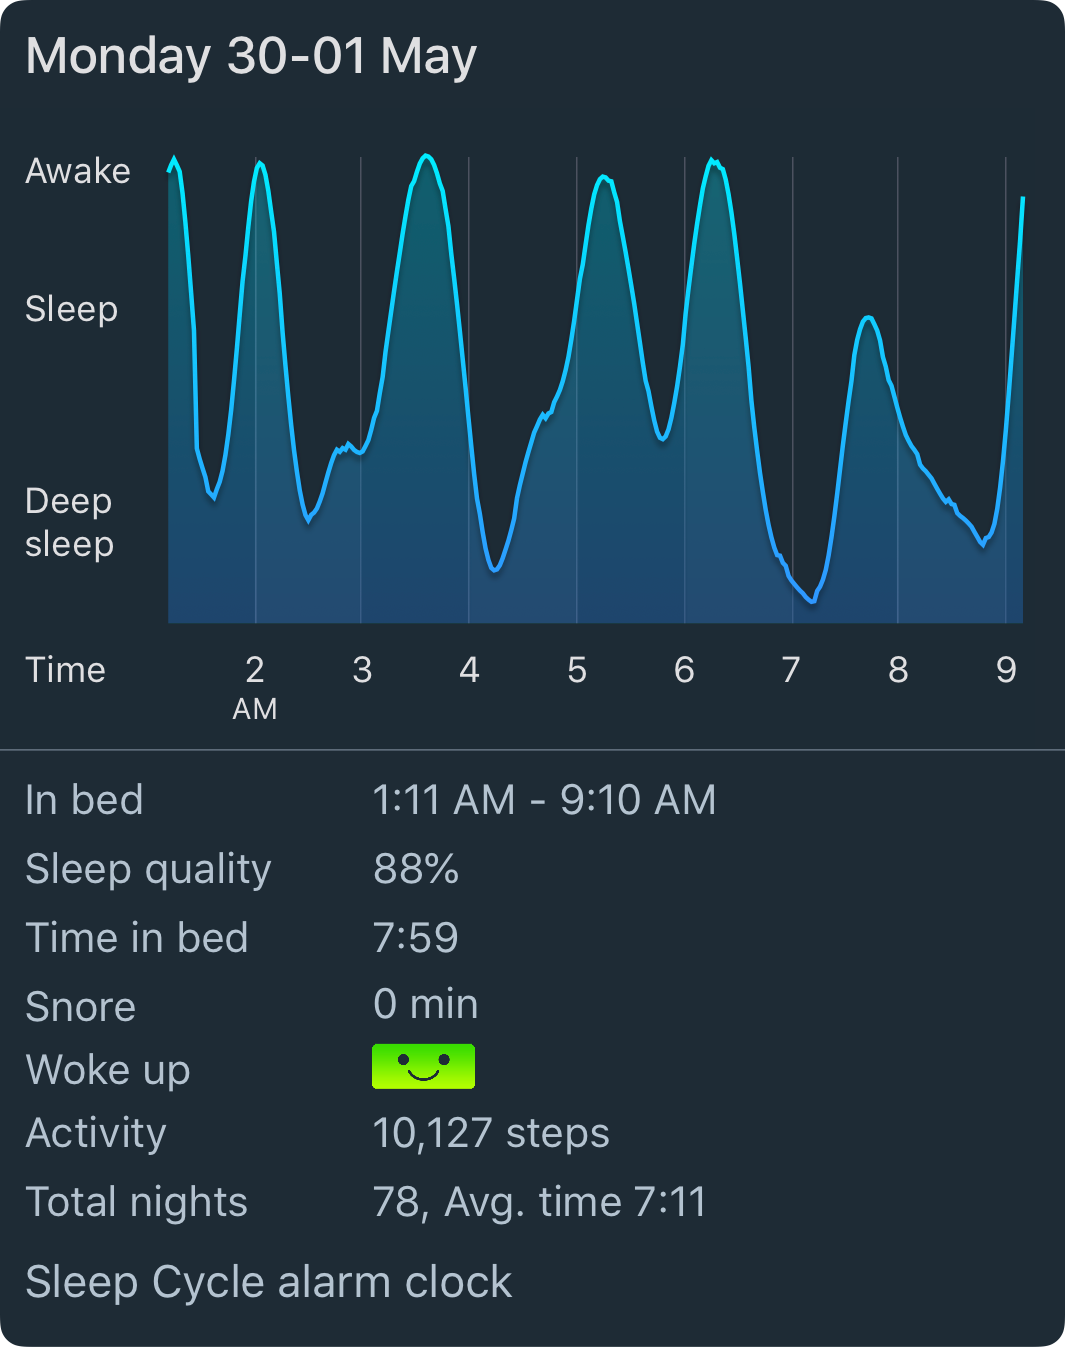 Monday 30-01 May
Awake
Sleep
Deep
sleep
Time 2 3 4 5 6 7 8 9
AM
In bed 1:11 AM - 9:10 AM
Sleep quality 88%
Time in bed 7:59
Snore 0 min
Woke up
Activity 10,127 steps
Total nights 78, Avg. time 7:11
Sleep Cycle alarm clock